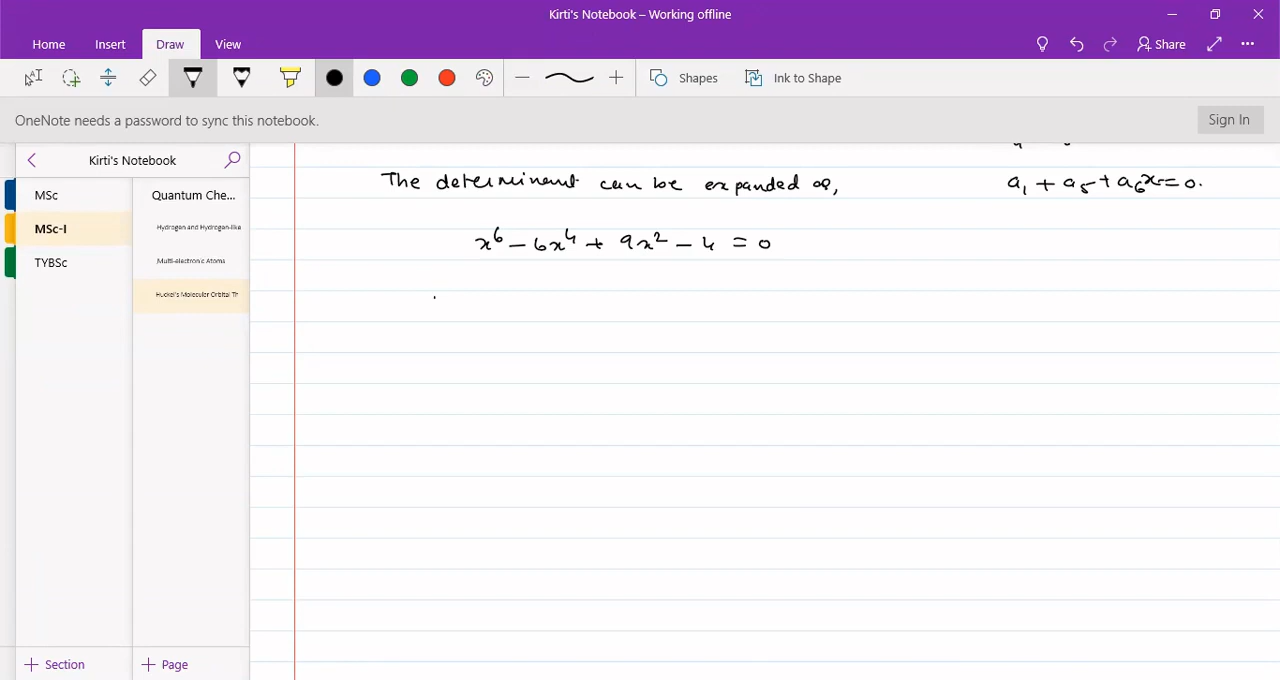 Kirti's Notebook – Working offline
Home Insert Draw View
Share
Shapes Ink to Shape
OneNote needs a password to sync this notebook.
Sign In
Kirti's Notebook
MSc
MSc-I
TYBSc
Quantum Che...
Hydrogen and Hydrogen-like
Multi-electronic Atoms
Huckel's Molecular Orbital Th
The determinant can be expanded as,
a₁ + a₅ + a₆x = 0.
x⁶ – 6x⁴ + 9x² – 4 = 0
Section
Page